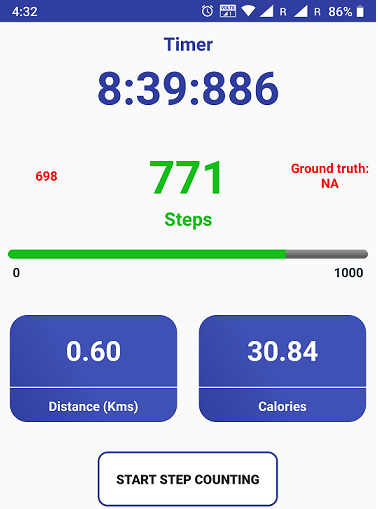 4:32 VOLTE R R 86%
Timer
8:39:886
698
771
Ground truth:
NA
Steps
0 1000
0.60 30.84
Distance (Kms) Calories
START STEP COUNTING